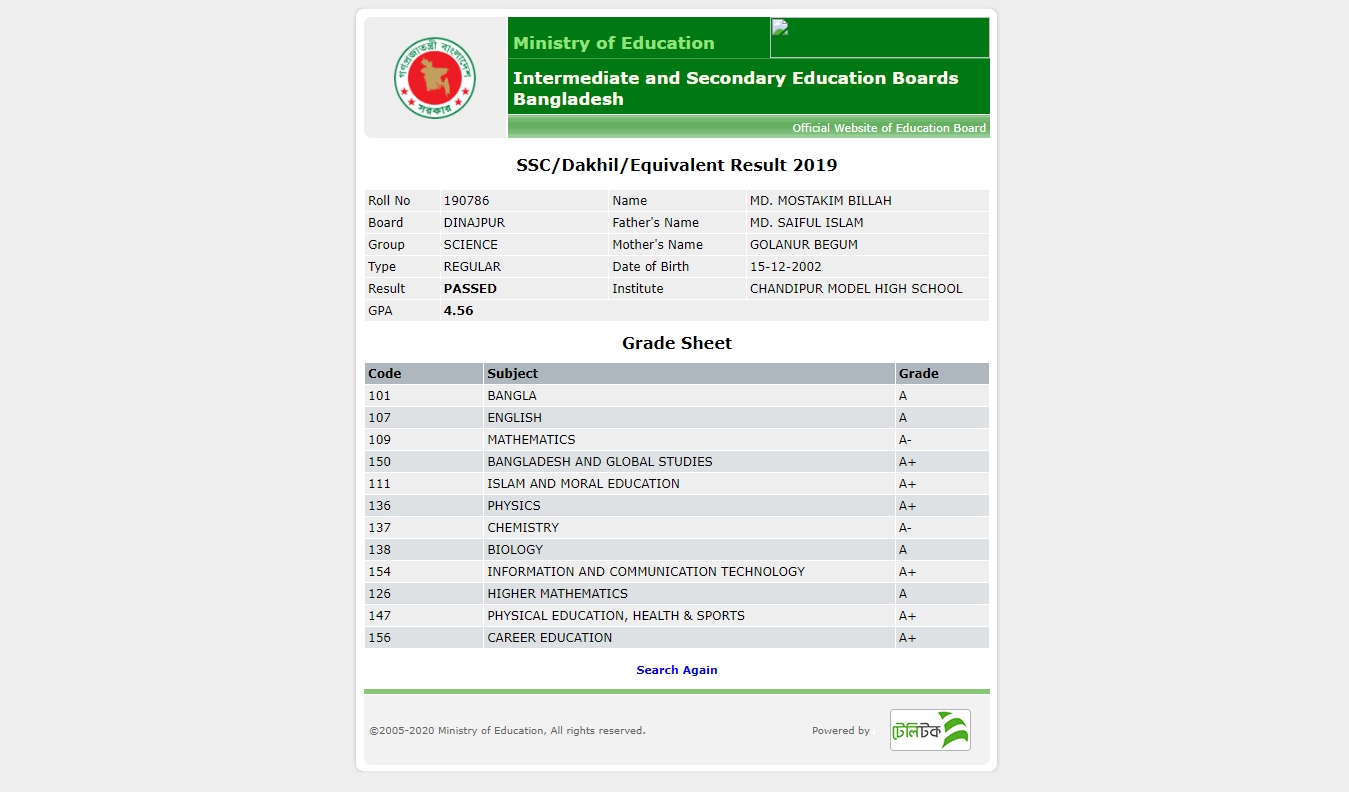 গণপ্রজাতন্ত্রী বাংলাদেশ
সরকার
Ministry of Education
Intermediate and Secondary Education Boards
Bangladesh
Official Website of Education Board
SSC/Dakhil/Equivalent Result 2019
Roll No 190786 Name MD. MOSTAKIM BILLAH
Board DINAJPUR Father's Name MD. SAIFUL ISLAM
Group SCIENCE Mother's Name GOLANUR BEGUM
Type REGULAR Date of Birth 15-12-2002
Result PASSED Institute CHANDIPUR MODEL HIGH SCHOOL
GPA 4.56
Grade Sheet
Code Subject Grade
101 BANGLA A
107 ENGLISH A
109 MATHEMATICS A-
150 BANGLADESH AND GLOBAL STUDIES A+
111 ISLAM AND MORAL EDUCATION A+
136 PHYSICS A+
137 CHEMISTRY A-
138 BIOLOGY A
154 INFORMATION AND COMMUNICATION TECHNOLOGY A+
126 HIGHER MATHEMATICS A
147 PHYSICAL EDUCATION, HEALTH & SPORTS A+
156 CAREER EDUCATION A+
Search Again
©2005-2020 Ministry of Education, All rights reserved. Powered by
টেলিটক